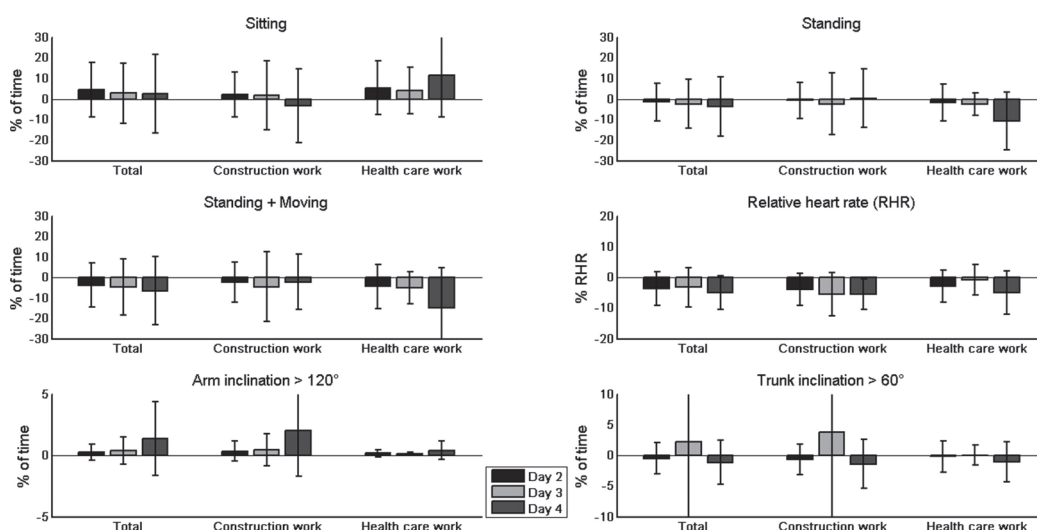 Sitting
% of time
30
20
10
0
-10
-20
-30
Total Construction work Health care work
Standing
% of time
30
20
10
0
-10
-20
-30
Total Construction work Health care work
Standing + Moving
% of time
30
20
10
0
-10
-20
-30
Total Construction work Health care work
Relative heart rate (RHR)
% RHR
20
10
0
-10
-20
Total Construction work Health care work
Arm inclination > 120°
% of time
5
0
-5
Total Construction work Health care work
Day 2
Day 3
Day 4
Trunk inclination > 60°
% of time
10
5
0
-5
-10
Total Construction work Health care work